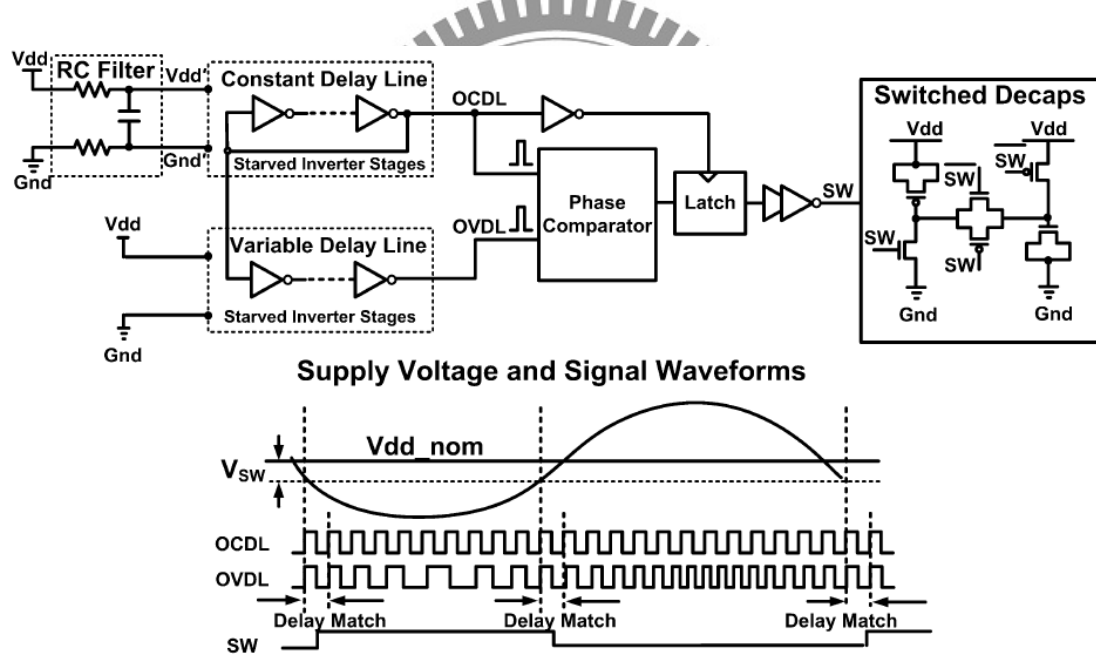 Vdd
RC Filter
Vdd'
Gnd
Gnd'
Constant Delay Line
Starved Inverter Stages
OCDL
Vdd
Gnd
Variable Delay Line
Starved Inverter Stages
OVDL
Phase
Comparator
Latch
SW
Switched Decaps
Vdd
Vdd
SW
SW
SW
SW
Gnd
Gnd
Supply Voltage and Signal Waveforms
Vdd_nom
VSW
OCDL
OVDL
Delay Match
Delay Match
Delay Match
SW